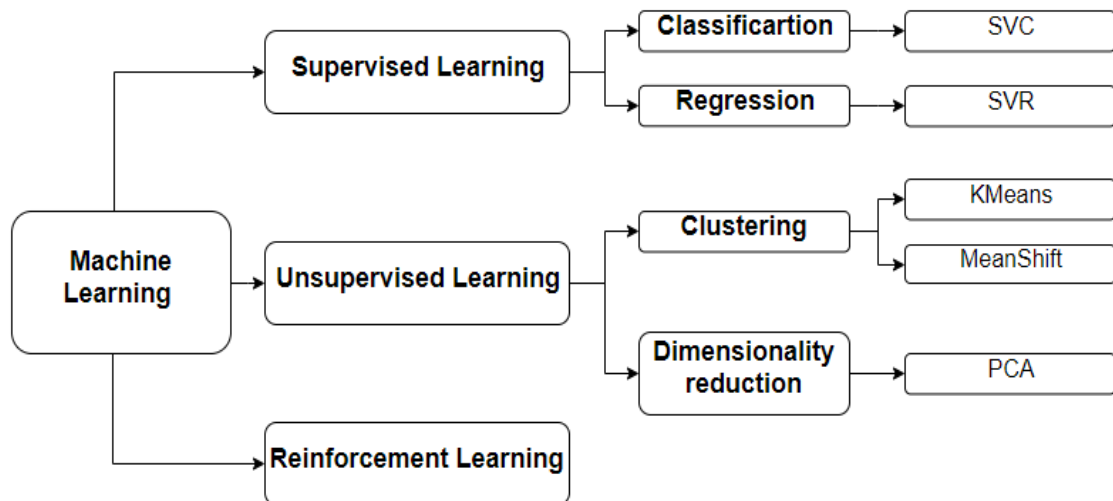 Classificartion
SVC
Supervised Learning
Regression
SVR
KMeans
Clustering
Machine
Learning
Unsupervised Learning
MeanShift
Dimensionality
reduction
PCA
Reinforcement Learning